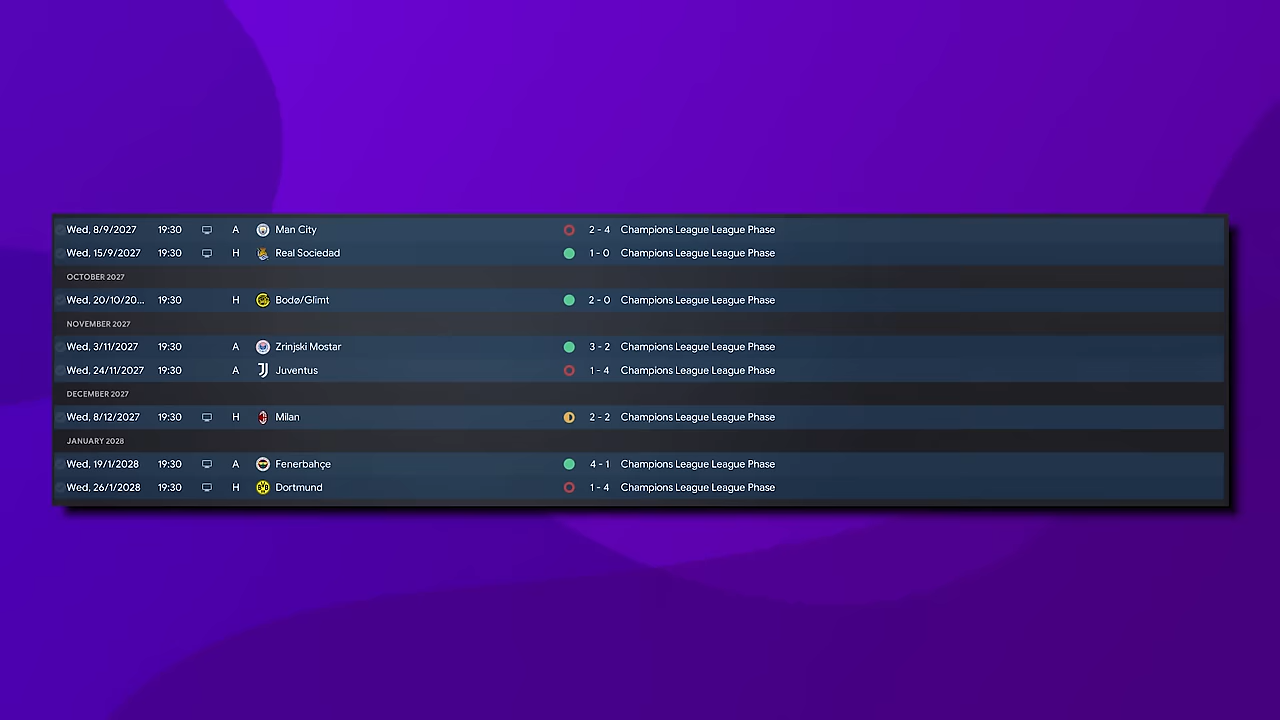 Wed, 8/9/2027 19:30 A Man City 2 - 4 Champions League League Phase
Wed, 15/9/2027 19:30 H Real Sociedad 1 - 0 Champions League League Phase
OCTOBER 2027
Wed, 20/10/20... 19:30 H Bodø/Glimt 2 - 0 Champions League League Phase
NOVEMBER 2027
Wed, 3/11/2027 19:30 A Zrinjski Mostar 3 - 2 Champions League League Phase
Wed, 24/11/2027 19:30 A Juventus 1 - 4 Champions League League Phase
DECEMBER 2027
Wed, 8/12/2027 19:30 H Milan 2 - 2 Champions League League Phase
JANUARY 2028
Wed, 19/1/2028 19:30 A Fenerbahçe 4 - 1 Champions League League Phase
Wed, 26/1/2028 19:30 H Dortmund 1 - 4 Champions League League Phase